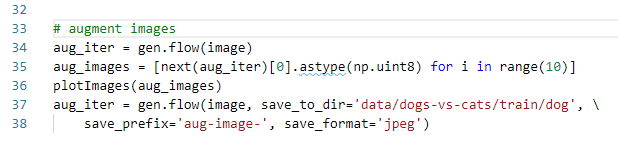 32
33 # augment images
34 aug_iter = gen.flow(image)
35 aug_images = [next(aug_iter)[0].astype(np.uint8) for i in range(10)]
36 plotImages(aug_images)
37 aug_iter = gen.flow(image, save_to_dir='data/dogs-vs-cats/train/dog', \
38     save_prefix='aug-image-', save_format='jpeg')